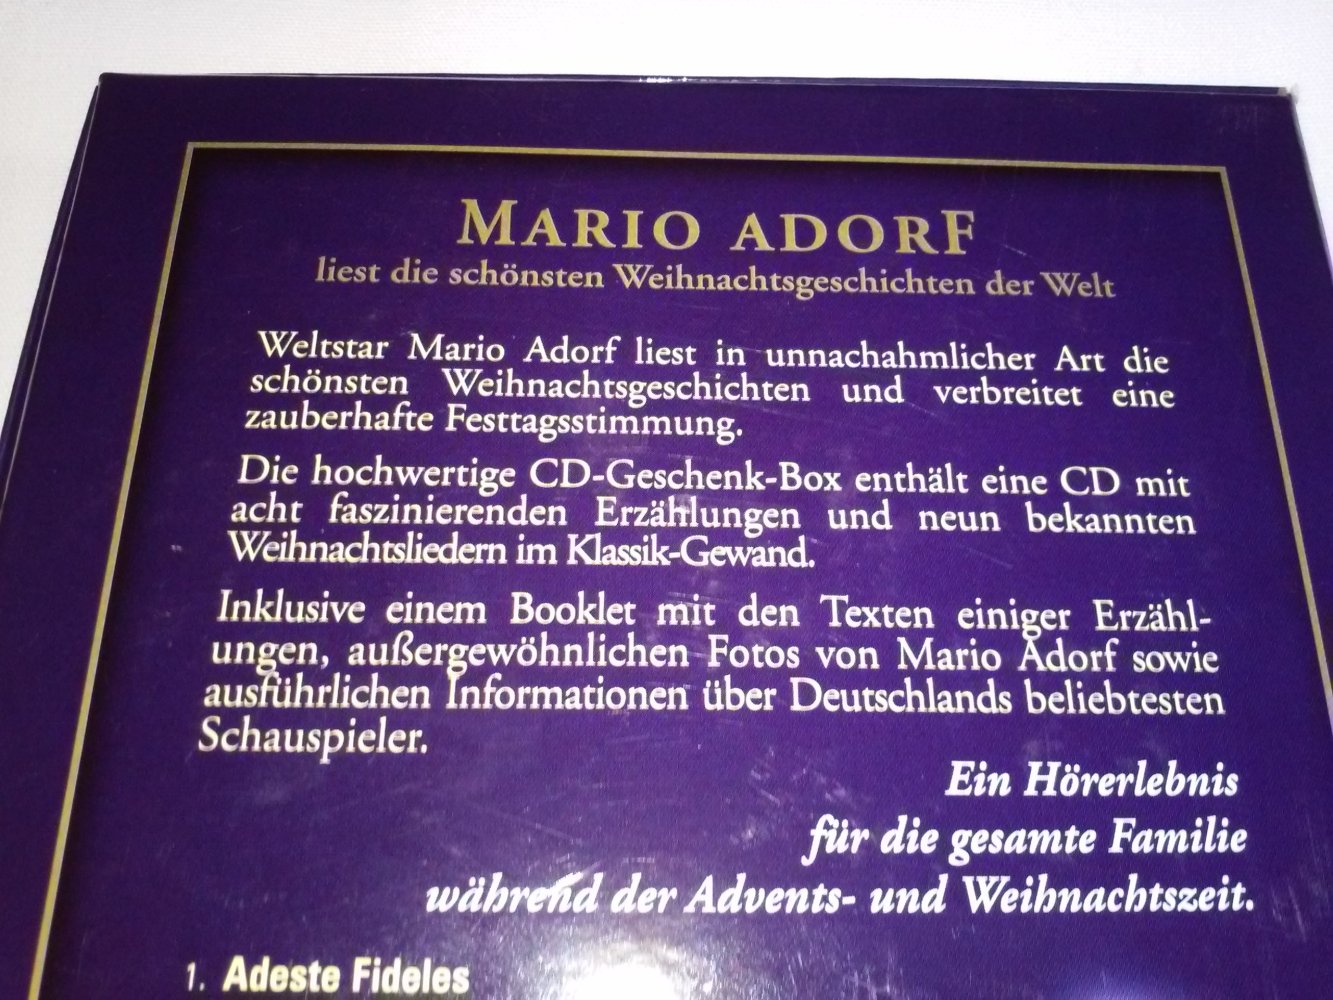 MARIO ADORF
liest die schönsten Weihnachtsgeschichten der Welt
Weltstar Mario Adorf liest in unnachahmlicher Art die
schönsten Weihnachtsgeschichten und verbreitet eine
zauberhafte Festtagsstimmung.
Die hochwertige CD-Geschenk-Box enthält eine CD mit
acht faszinierenden Erzählungen und neun bekannten
Weihnachtsliedern im Klassik-Gewand.
Inklusive einem Booklet mit den Texten einiger Erzähl-
ungen, außergewöhnlichen Fotos von Mario Adorf sowie
ausführlichen Informationen über Deutschlands beliebtesten
Schauspieler.
Ein Hörerlebnis
für die gesamte Familie
während der Advents- und Weihnachtszeit.
1. Adeste Fideles